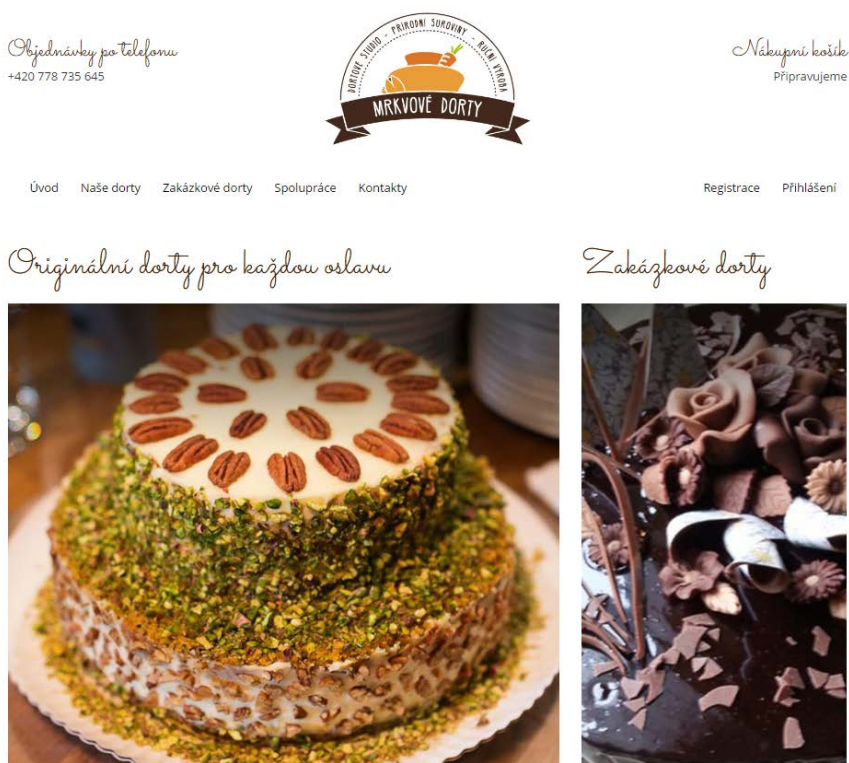 Objednávky po telefonu
+420 778 735 645
DORTOVÉ STUDIO - PŘÍRODNÍ SUROVINY - RUČNÍ VÝROBA
MRKVOVÉ DORTY
Nákupní košík
Připravujeme
Úvod Naše dorty Zakázkové dorty Spolupráce Kontakty Registrace Přihlášení
Originální dorty pro každou oslavu
Zakázkové dorty